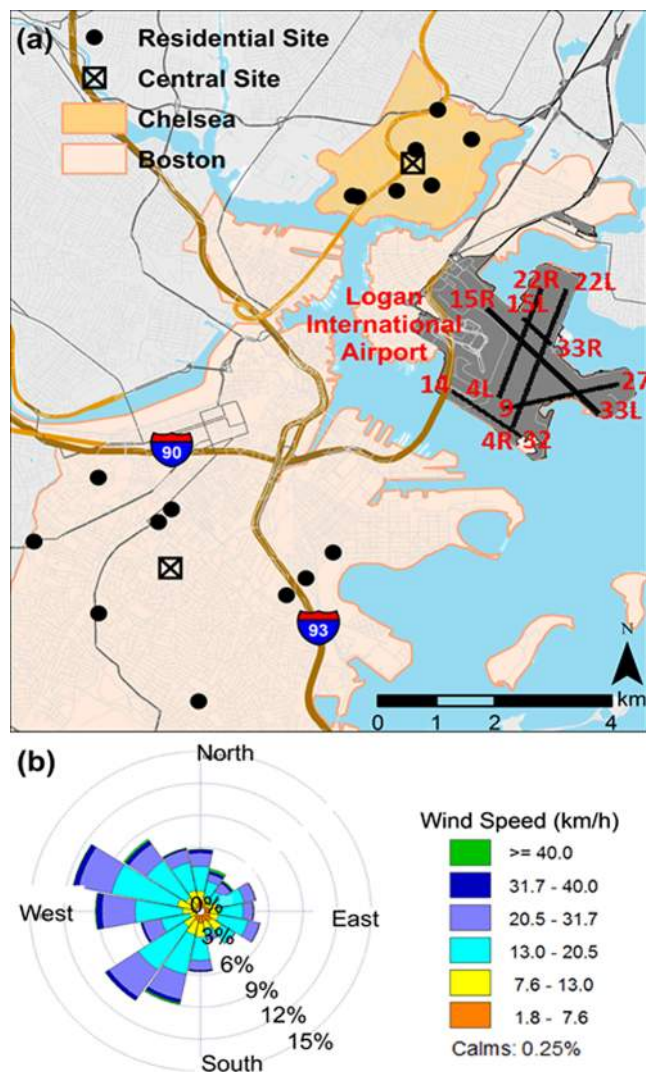 (a)
Residential Site
Central Site
Chelsea
Boston
Logan
International
Airport
22R
22L
15R
15L
33R
27
14
4L
9
33L
4R
32
90
93
N
km
0
1
2
4
(b)
North
West
East
South
0%
3%
6%
9%
12%
15%
Wind Speed (km/h)
>= 40.0
31.7 - 40.0
20.5 - 31.7
13.0 - 20.5
7.6 - 13.0
1.8 - 7.6
Calms: 0.25%